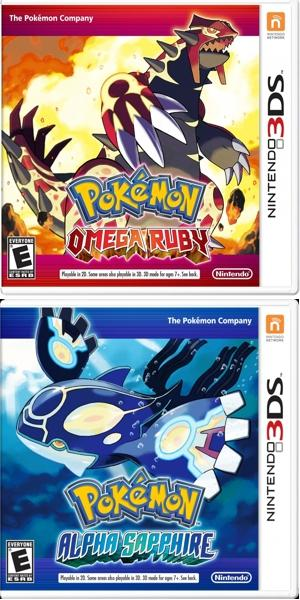 The Pokémon Company
NINTENDO
NETWORK
NINTENDO 3DS
Pokémon
OMEGA RUBY
EVERYONE
E
ESRB
Playable in 2D. Some areas also playable in 3D. 3D mode for ages 7+. See back.
Nintendo
The Pokémon Company
NINTENDO
NETWORK
NINTENDO 3DS
Pokémon
ALPHA SAPPHIRE
EVERYONE
E
ESRB
Playable in 2D. Some areas also playable in 3D. 3D mode for ages 7+. See back.
Nintendo